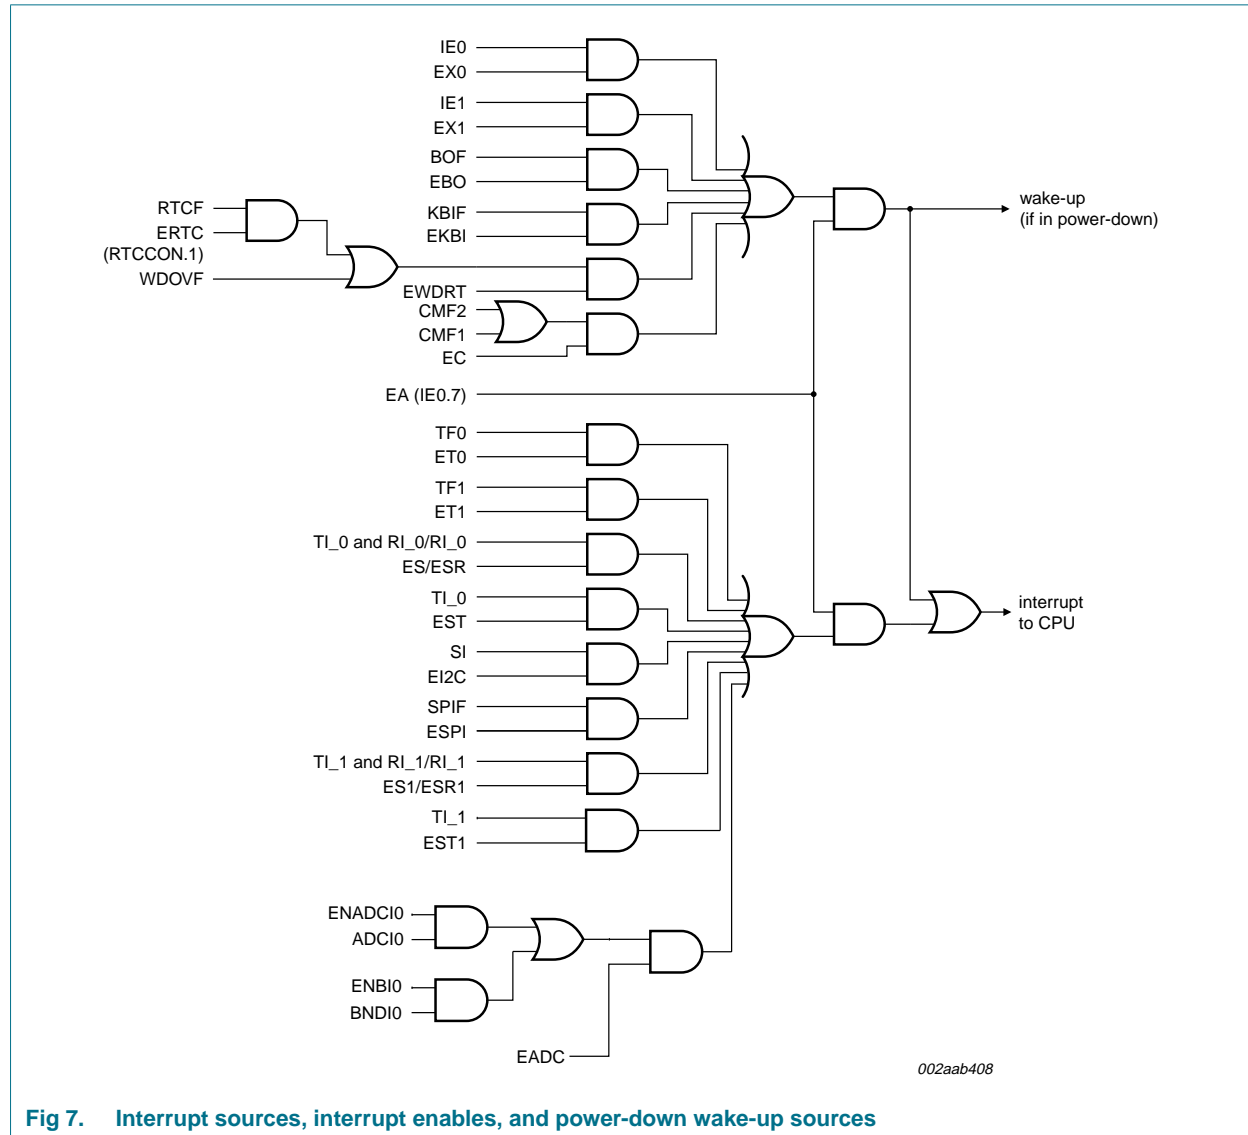 IE0
EX0
IE1
EX1
BOF
EBO
KBIF
EKBI
RTCF
ERTC
(RTCCON.1)
WDOVF
EWDRT
CMF2
CMF1
EC
wake-up
(if in power-down)
EA (IE0.7)
TF0
ET0
TF1
ET1
TI_0 and RI_0/RI_0
ES/ESR
TI_0
EST
SI
EI2C
SPIF
ESPI
TI_1 and RI_1/RI_1
ES1/ESR1
TI_1
EST1
interrupt
to CPU
ENADCI0
ADCI0
ENBI0
BNDI0
EADC
002aab408
Fig 7. Interrupt sources, interrupt enables, and power-down wake-up sources